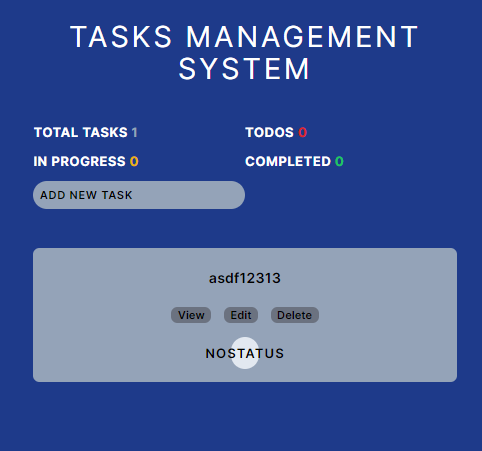 TASKS MANAGEMENT
SYSTEM
TOTAL TASKS 1
TODOS 0
IN PROGRESS 0
COMPLETED 0
ADD NEW TASK
asdf12313
View Edit Delete
NOSTATUS